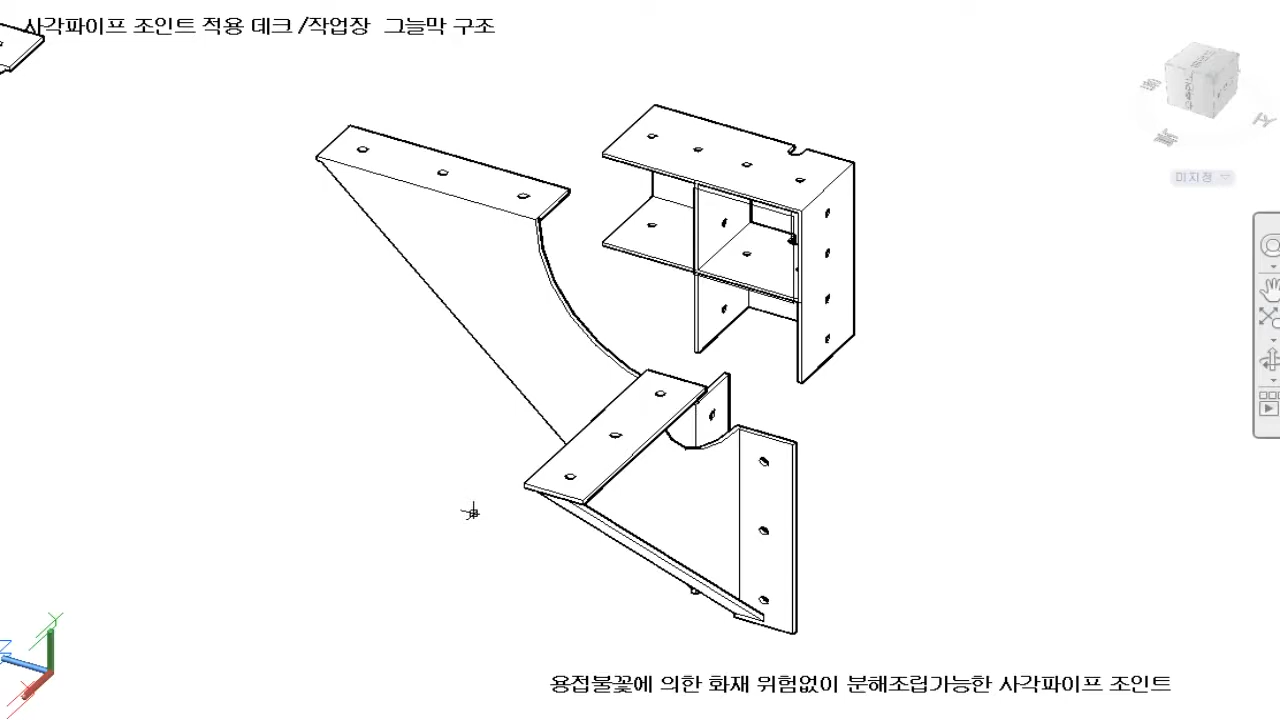 사각파이프 조인트 적용 데크 /작업장 그늘막 구조
미지정
용접불꽃에 의한 화재 위험없이 분해조립가능한 사각파이프 조인트
Y
Z
X